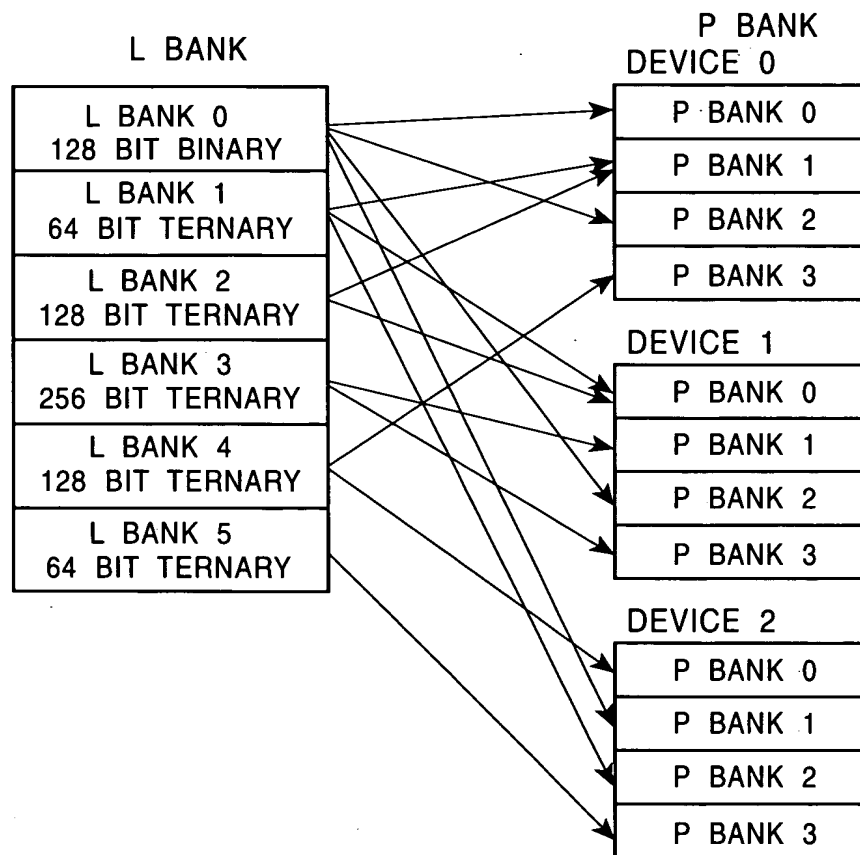 L BANK
L BANK 0
128 BIT BINARY
L BANK 1
64 BIT TERNARY
L BANK 2
128 BIT TERNARY
L BANK 3
256 BIT TERNARY
L BANK 4
128 BIT TERNARY
L BANK 5
64 BIT TERNARY
P BANK
DEVICE 0
P BANK 0
P BANK 1
P BANK 2
P BANK 3
DEVICE 1
P BANK 0
P BANK 1
P BANK 2
P BANK 3
DEVICE 2
P BANK 0
P BANK 1
P BANK 2
P BANK 3